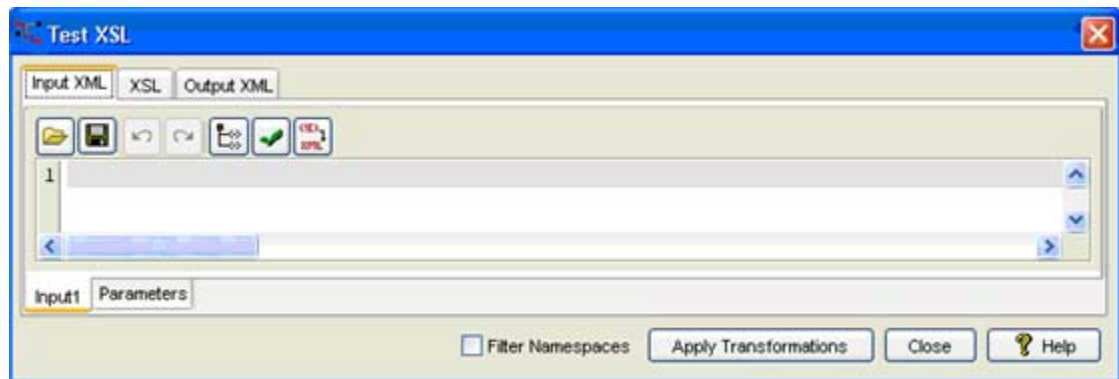 Test XSL
Input XML XSL Output XML
1
Input1 Parameters
Filter Namespaces Apply Transformations Close Help